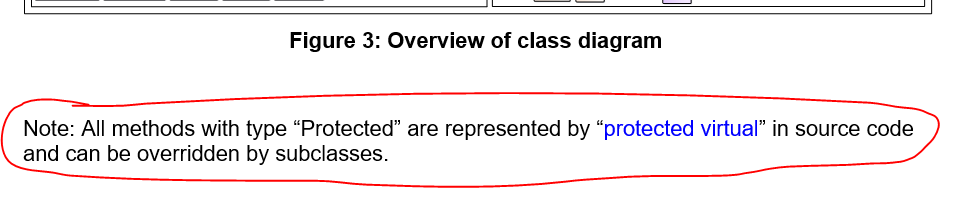 Figure 3: Overview of class diagram
Note: All methods with type “Protected” are represented by “protected virtual” in source code
and can be overridden by subclasses.